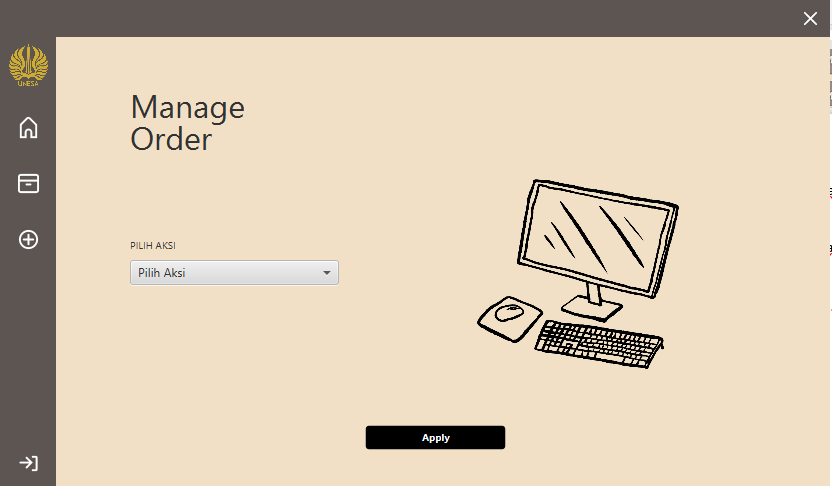 UNESA
Manage
Order
PILIH AKSI
Pilih Aksi
Apply